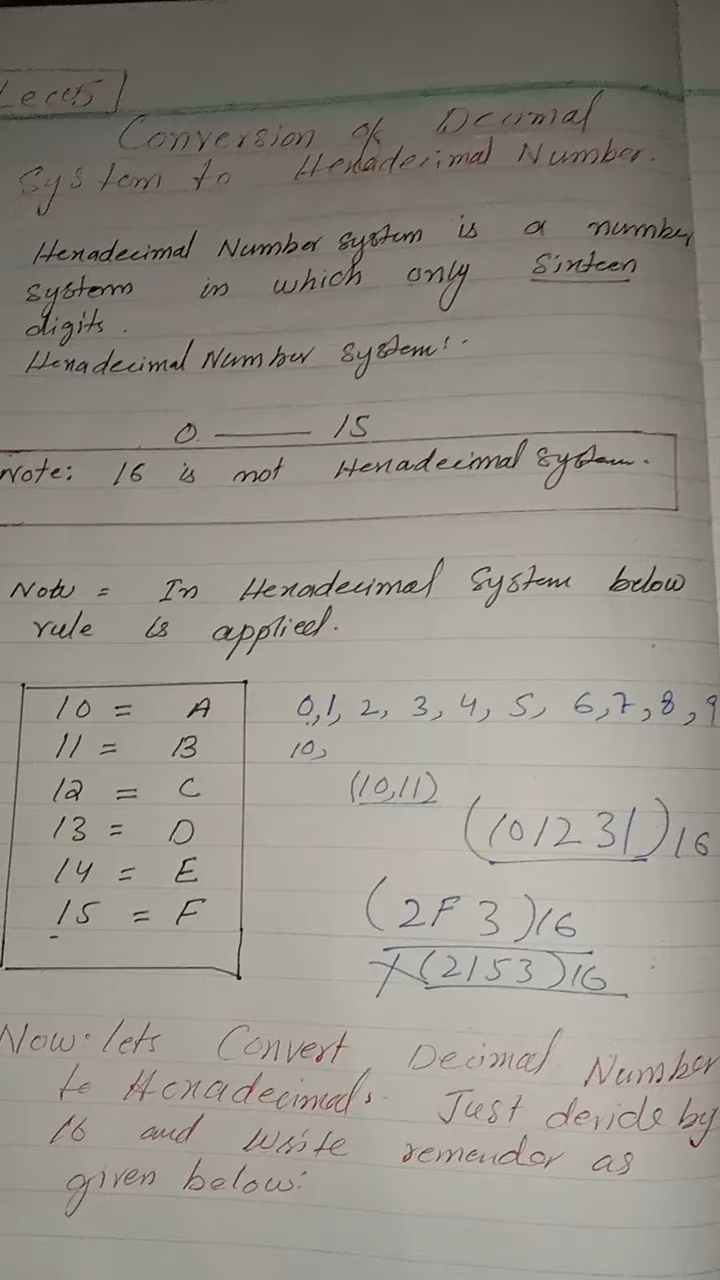 Lec05
Conversion of Decimal
System to Hexadecimal Number.
Hexadecimal Number system is a number
system in which only Sixteen
digits.
Hexadecimal Number System:-
0 —— 15
Note: 16 is not Hexadecimal System.
Note = In Hexadecimal System below
rule is applied.
10 = A
11 = B
12 = C
13 = D
14 = E
15 = F
0, 1, 2, 3, 4, 5, 6, 7, 8, 9
10,
(10,11)
(101231)16
(2F3)16
X(2153)16
Now lets Convert Decimal Number
to Hexadecimal. Just devide by
16 and write remender as
given below: